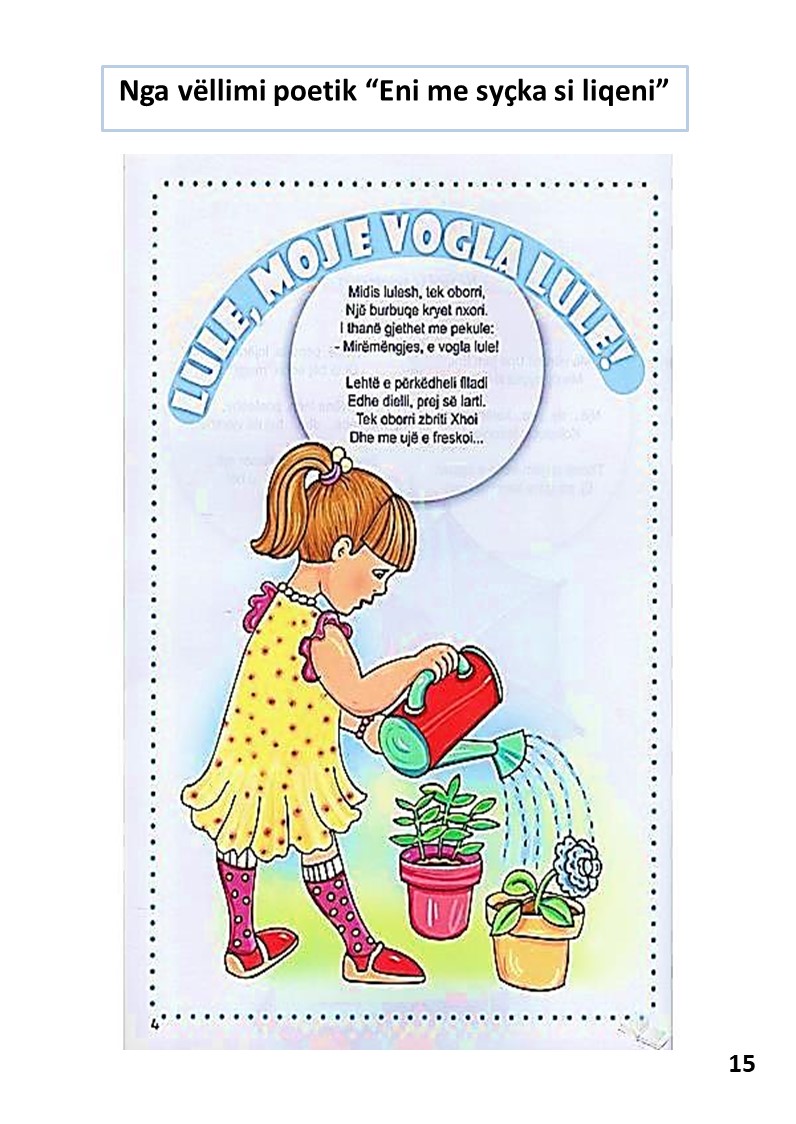 Nga vëllimi poetik “Eni me syçka si liqeni”
LULE, MOJ E VOGLA LULE!
Midis lulesh, tek oborri,
Një burbuqe kryet nxori.
I thanë gjethet me pekule:
- Mirëmëngjes, e vogla lule!
Lehtë e përkëdheli flladi
Edhe dielli, prej së larti.
Tek oborri zbriti Xhoi
Dhe me ujë e freskoi...
4
15